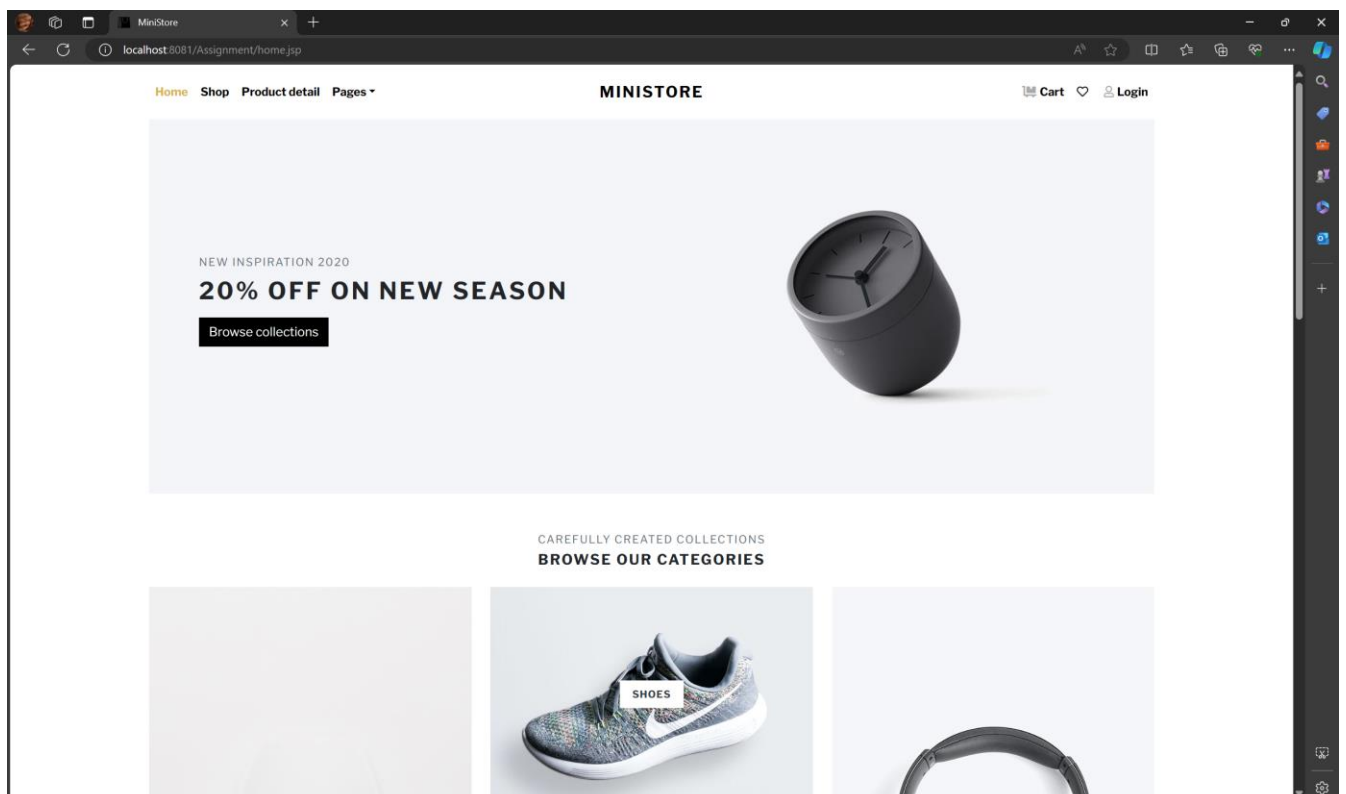 MiniStore
localhost:8081/Assignment/home.jsp
Home Shop Product detail Pages
MINISTORE
Cart Login
NEW INSPIRATION 2020
20% OFF ON NEW SEASON
Browse collections
CAREFULLY CREATED COLLECTIONS
BROWSE OUR CATEGORIES
SHOES